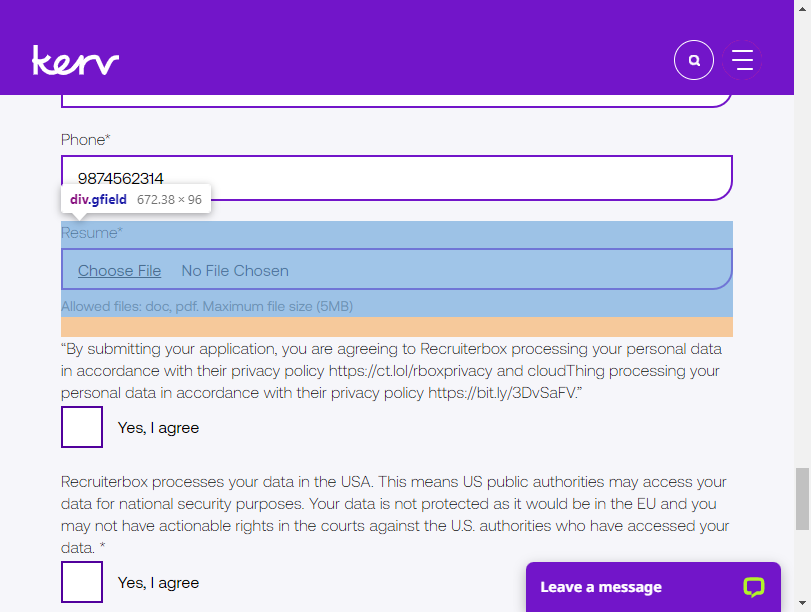 kerv
Phone*
9874562314
div.gfield 672.38 × 96
Resume*
Choose File No File Chosen
Allowed files: doc, pdf. Maximum file size (5MB)
“By submitting your application, you are agreeing to Recruiterbox processing your personal data
in accordance with their privacy policy https://ct.lol/rboxprivacy and cloudThing processing your
personal data in accordance with their privacy policy https://bit.ly/3DvSaFV.”
Yes, I agree
Recruiterbox processes your data in the USA. This means US public authorities may access your
data for national security purposes. Your data is not protected as it would be in the EU and you
may not have actionable rights in the courts against the U.S. authorities who have accessed your
data. *
Yes, I agree
Leave a message